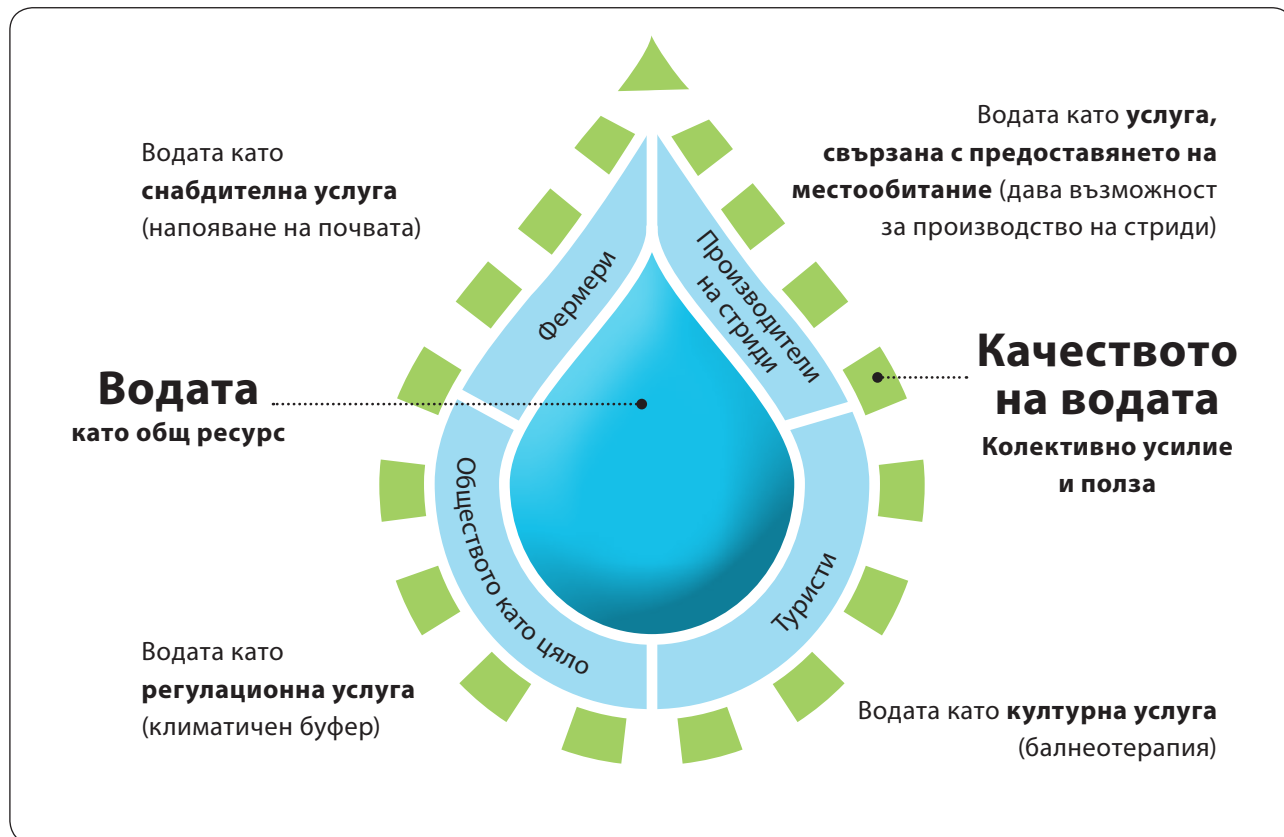 Водата като
снабдителна услуга
(напояване на почвата)
Водата като услуга,
свързана с предоставянето на
местообитание (дава възможност
за производство на стриди)
Фермери
Производители
на стриди
Водата
като общ ресурс
Качеството
на водата
Колективно усилие
и полза
Обществото като цяло
Туристи
Водата като
регулационна услуга
(климатичен буфер)
Водата като културна услуга
(балнеотерапия)